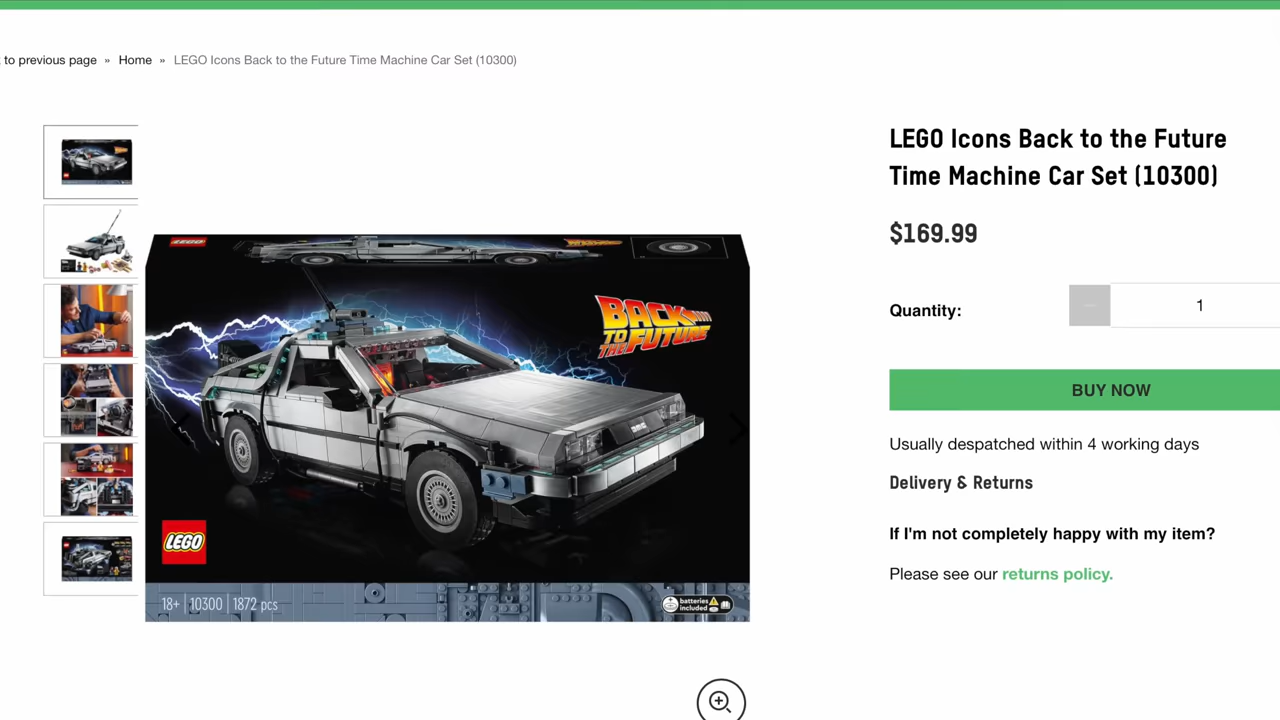 to previous page » Home » LEGO Icons Back to the Future Time Machine Car Set (10300)
LEGO Icons Back to the Future
Time Machine Car Set (10300)
$169.99
Quantity:
1
BUY NOW
Usually despatched within 4 working days
Delivery & Returns
If I'm not completely happy with my item?
Please see our returns policy.
LEGO
BACK
TO THE FUTURE
LEGO
18+ | 10300 | 1872 pcs
batteries
included